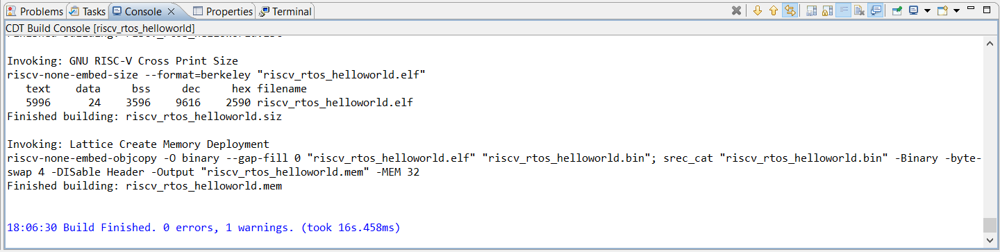 Problems Tasks Console Properties Terminal
CDT Build Console [riscv_rtos_helloworld]
Invoking: GNU RISC-V Cross Print Size
riscv-none-embed-size --format=berkeley "riscv_rtos_helloworld.elf"
   text    data     bss     dec     hex filename
   5996      24    3596    9616    2590 riscv_rtos_helloworld.elf
Finished building: riscv_rtos_helloworld.siz
Invoking: Lattice Create Memory Deployment
riscv-none-embed-objcopy -O binary --gap-fill 0 "riscv_rtos_helloworld.elf" "riscv_rtos_helloworld.bin"; srec_cat "riscv_rtos_helloworld.bin" -Binary -byte-
swap 4 -DISable Header -Output "riscv_rtos_helloworld.mem" -MEM 32
Finished building: riscv_rtos_helloworld.mem
18:06:30 Build Finished. 0 errors, 1 warnings. (took 16s.458ms)